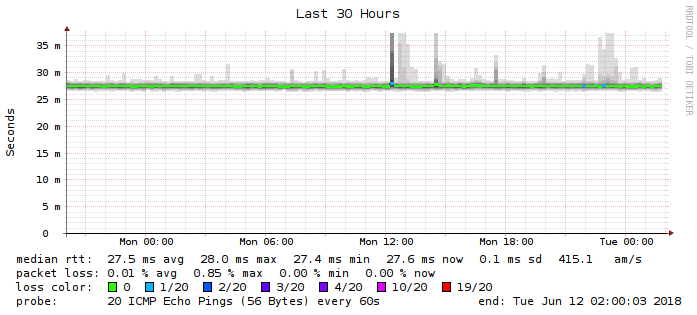 Last 30 Hours
RRDTOOL / TOBI OETIKER
Seconds
35 m
30 m
25 m
20 m
15 m
10 m
5 m
0
Mon 00:00 Mon 06:00 Mon 12:00 Mon 18:00 Tue 00:00
median rtt: 27.5 ms avg 28.0 ms max 27.4 ms min 27.6 ms now 0.1 ms sd 415.1 am/s
packet loss: 0.01 % avg 0.85 % max 0.00 % min 0.00 % now
loss color: 0 1/20 2/20 3/20 4/20 10/20 19/20
probe: 20 ICMP Echo Pings (56 Bytes) every 60s end: Tue Jun 12 02:00:03 2018